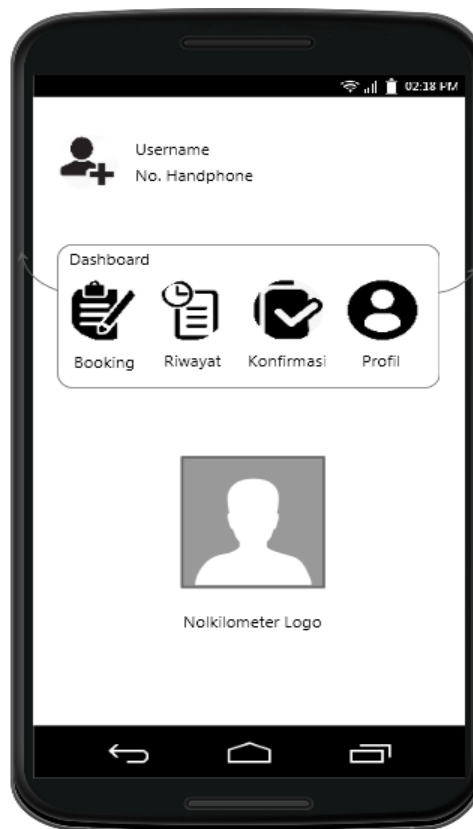 02:18 PM
Username
No. Handphone
Dashboard
Booking Riwayat Konfirmasi Profil
Nolkilometer Logo